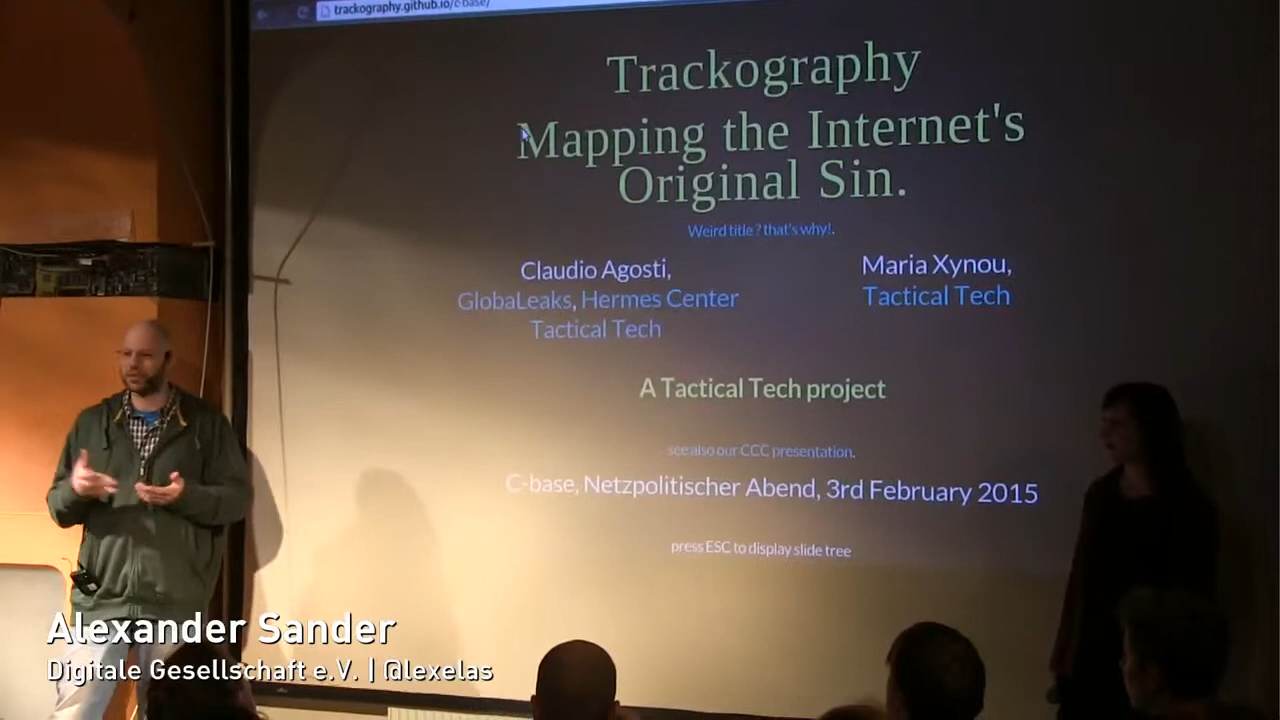 trackography.github.io/c-base/
Trackography
Mapping the Internet's
Original Sin.
Weird title ? that's why!.
Claudio Agosti,
GlobaLeaks, Hermes Center
Tactical Tech
Maria Xynou,
Tactical Tech
A Tactical Tech project
see also our CCC presentation.
C-base, Netzpolitischer Abend, 3rd February 2015
press ESC to display slide tree
Alexander Sander
Digitale Gesellschaft e.V. | @lexelas